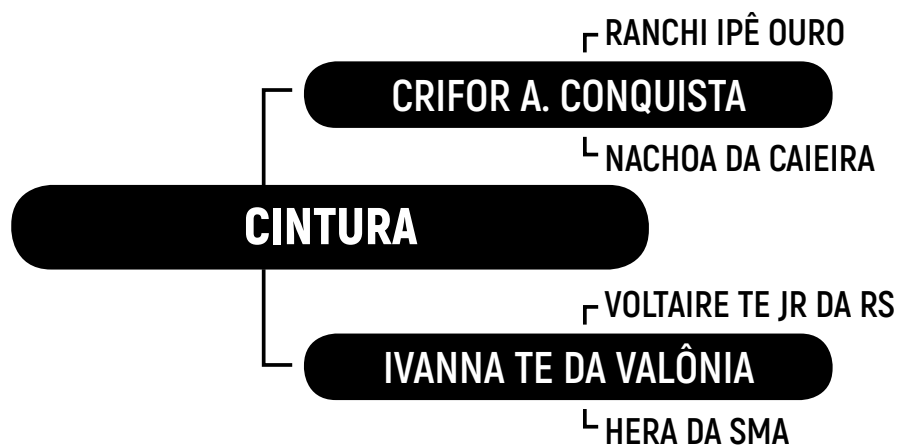 RANCHI IPÊ OURO
CRIFOR A. CONQUISTA
NACHOA DA CAIEIRA
CINTURA
VOLTAIRE TE JR DA RS
IVANNA TE DA VALÔNIA
HERA DA SMA